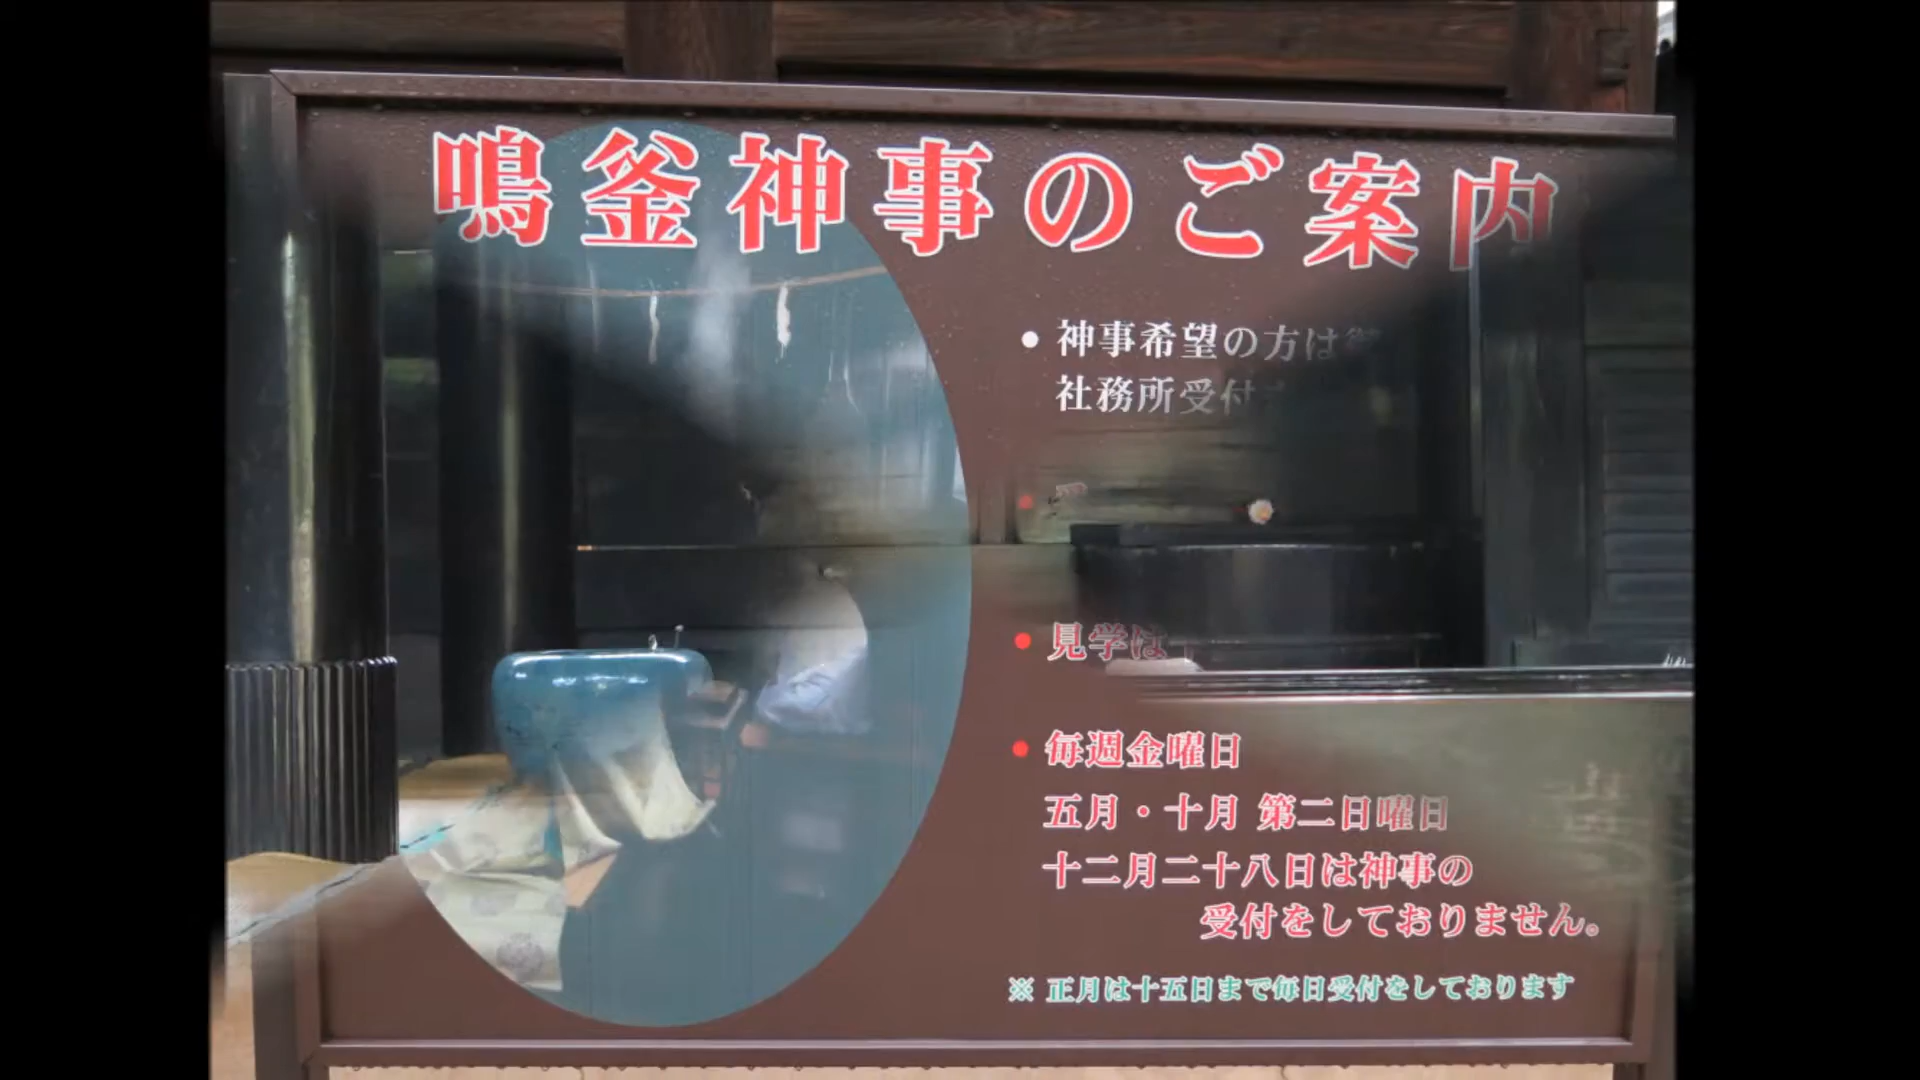 鳴釜神事のご案内
● 神事希望の方は
社務所受付
● 見学は
● 毎週金曜日
五月・十月 第二日曜日
十二月二十八日は神事の
受付をしておりません。
※ 正月は十五日まで毎日受付をしております